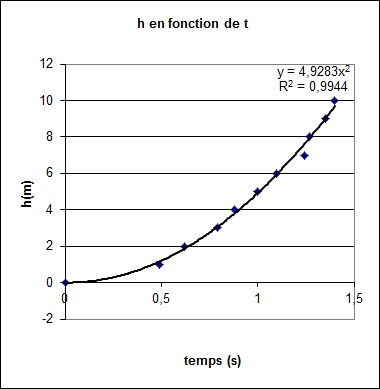 h en fonction de t
y = 4,9283x²
R² = 0,9944
12
10
8
6
4
2
0
-2
0
0,5
1
1,5
h(m)
temps (s)